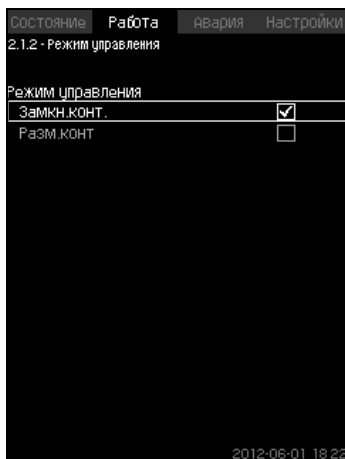 Состояние Работа Авария Настройки
2.1.2 - Режим управления
Режим управления
Замкн.конт.
Разм.конт
2012-06-01 18:22